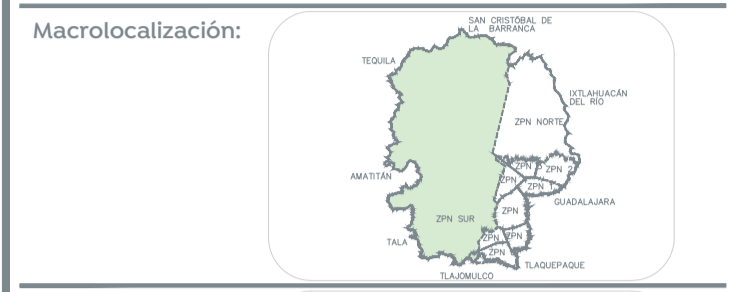 Macrolocalización:
SAN CRISTÓBAL DE
LA BARRANCA
TEQUILA
IXTLAHUACÁN
DEL RÍO
ZPN NORTE
ZPN
ZPN 2
AMATITÁN
ZPN
ZPN 1
GUADALAJARA
ZPN
ZPN SUR
ZPN
ZPN
TALA
ZPN
TLAQUEPAQUE
TLAJOMULCO